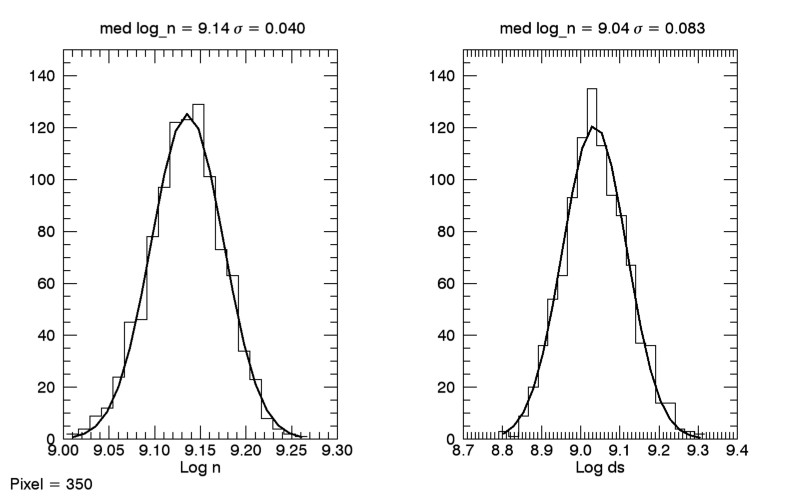 med log_n = 9.14 σ = 0.040
med log_n = 9.04 σ = 0.083
140
120
100
80
60
40
20
0
9.00 9.05 9.10 9.15 9.20 9.25 9.30
Log n
140
120
100
80
60
40
20
0
8.7 8.8 8.9 9.0 9.1 9.2 9.3 9.4
Log ds
Pixel = 350